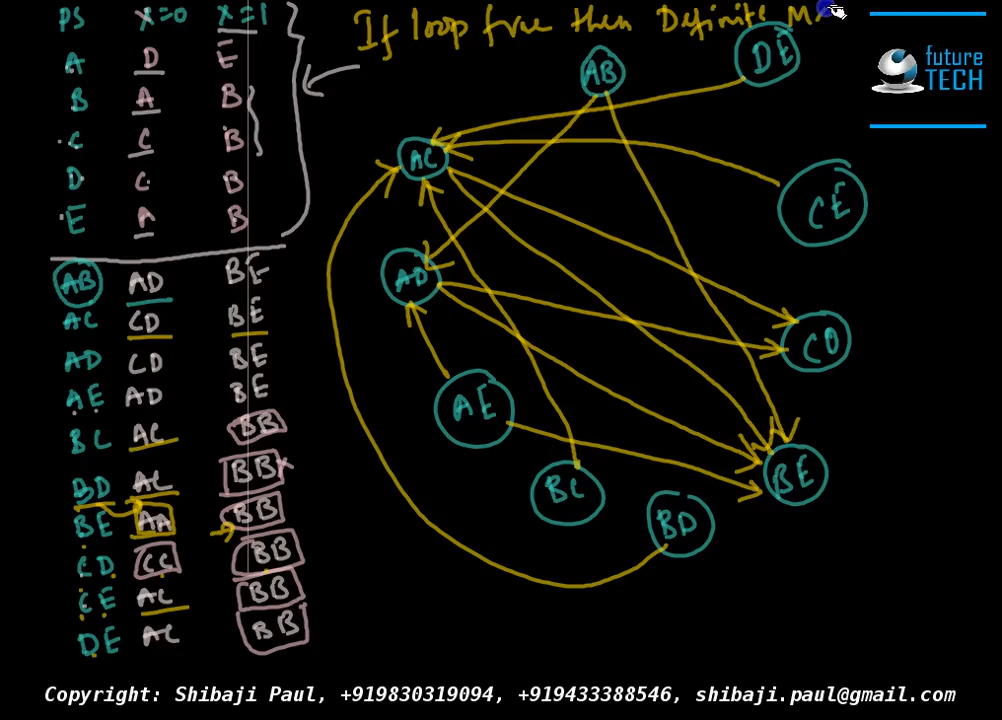 If loop free then Definite M
PS X=0 X=1
A D E
B A B
C C B
D C B
E A B
AB AD BE
AC CD BE
AD CD BE
AE AD BE
BC AC BB
BD AC BB
BE AA BB
CD CC BB
CE AC BB
DE AC BB
AB
DE
AC
CE
AD
CD
AE
BC
BD
BE
future
TECH
Copyright: Shibaji Paul, +919830319094, +919433388546, shibaji.paul@gmail.com